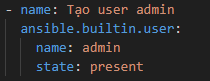 - name: Tạo user admin
  ansible.builtin.user:
    name: admin
    state: present